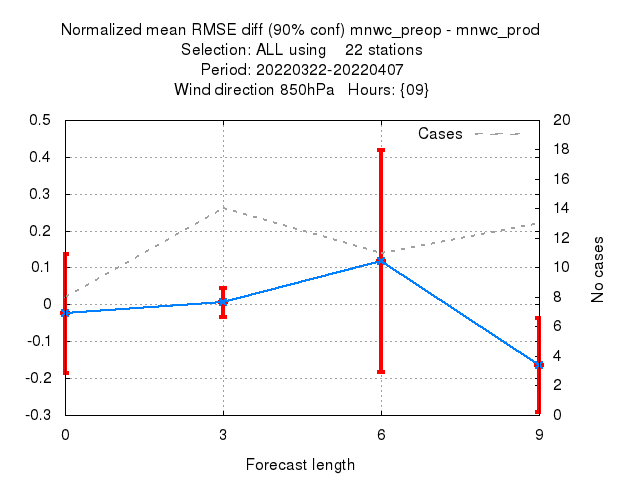 Normalized mean RMSE diff (90% conf) mnwc_preop - mnwc_prod
Selection: ALL using 22 stations
Period: 20220322-20220407
Wind direction 850hPa Hours: {09}
Cases
0.5
0.4
0.3
0.2
0.1
0
-0.1
-0.2
-0.3
20
18
16
14
12
10
8
6
4
2
0
No cases
0 3 6 9
Forecast length